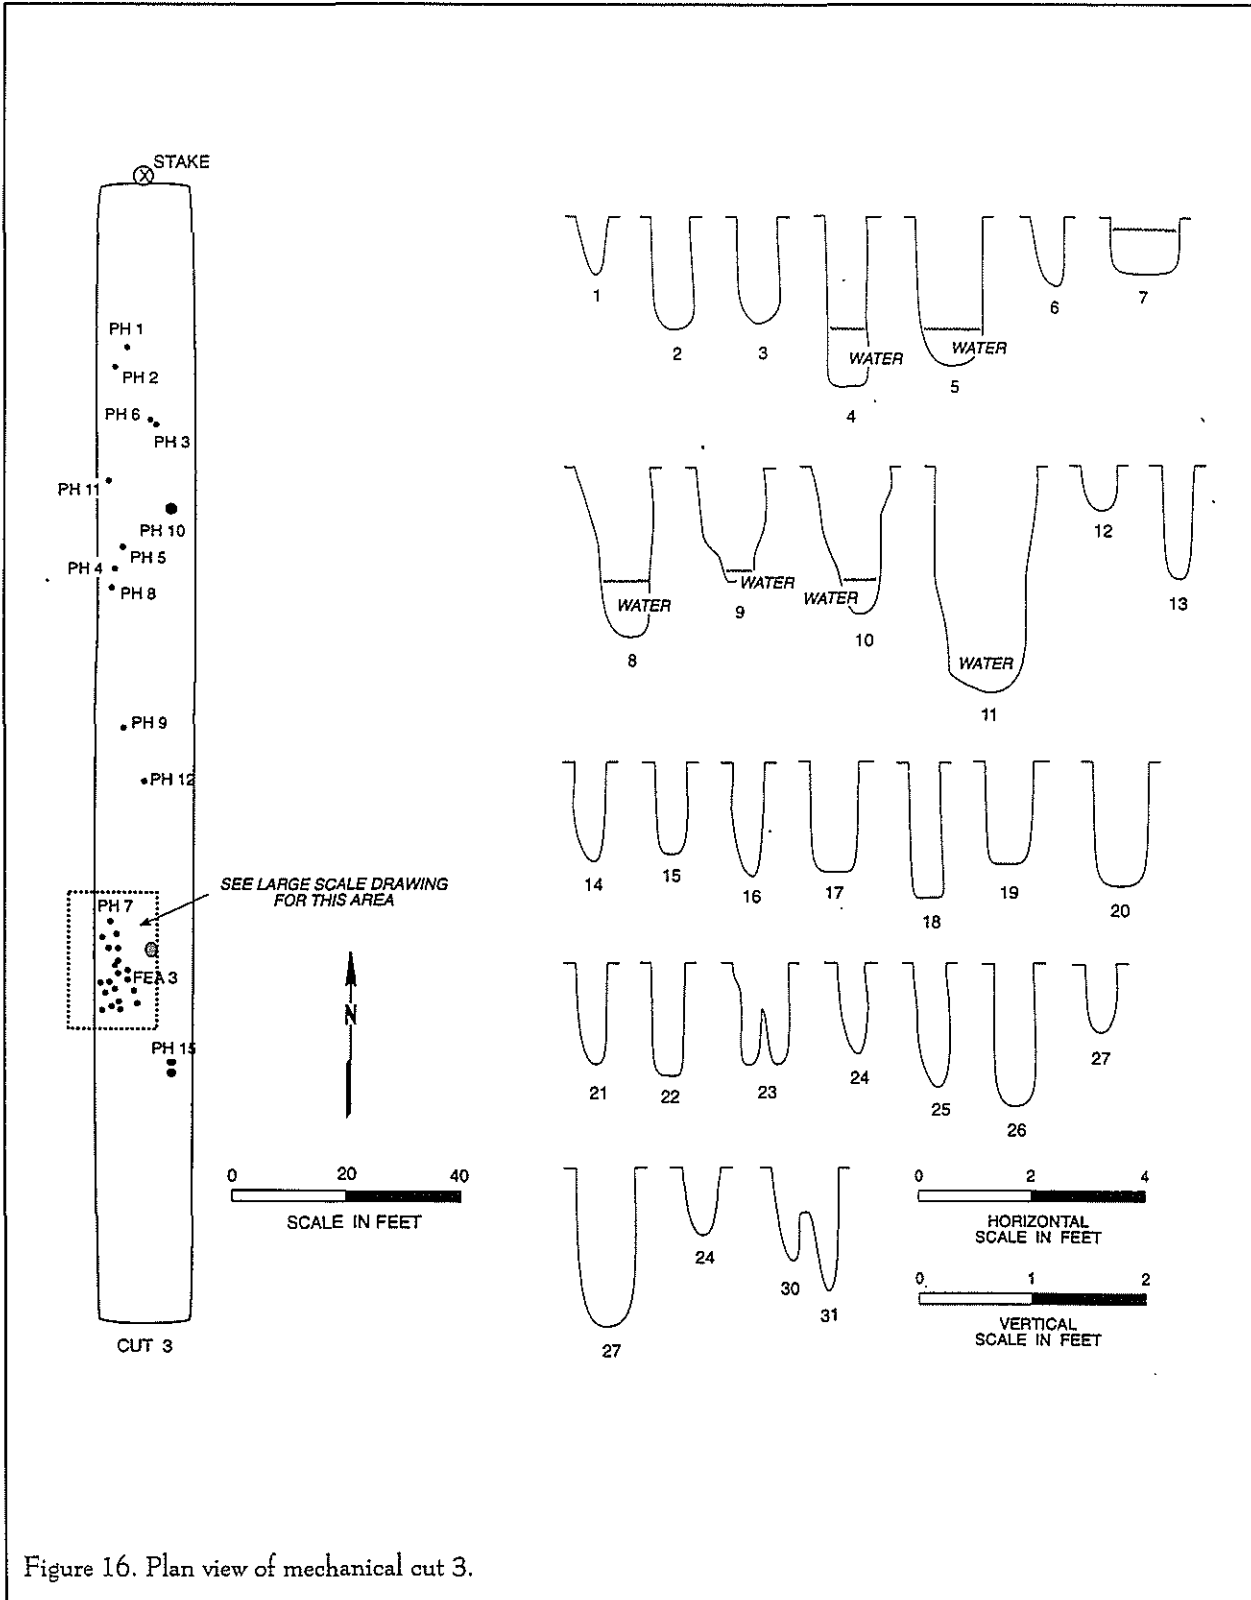 STAKE
PH 1
PH 2
PH 6
PH 3
PH 11
PH 10
PH 5
PH 4
PH 8
PH 9
PH 12
SEE LARGE SCALE DRAWING
FOR THIS AREA
PH 7
FEA 3
PH 15
N
0 20 40
SCALE IN FEET
CUT 3
1
2
3
WATER
4
WATER
5
6
7
WATER
8
WATER
9
WATER
10
WATER
11
12
13
14
15
16
17
18
19
20
21
22
23
24
25
26
27
27
24
30
31
0 2 4
HORIZONTAL
SCALE IN FEET
0 1 2
VERTICAL
SCALE IN FEET
Figure 16. Plan view of mechanical cut 3.